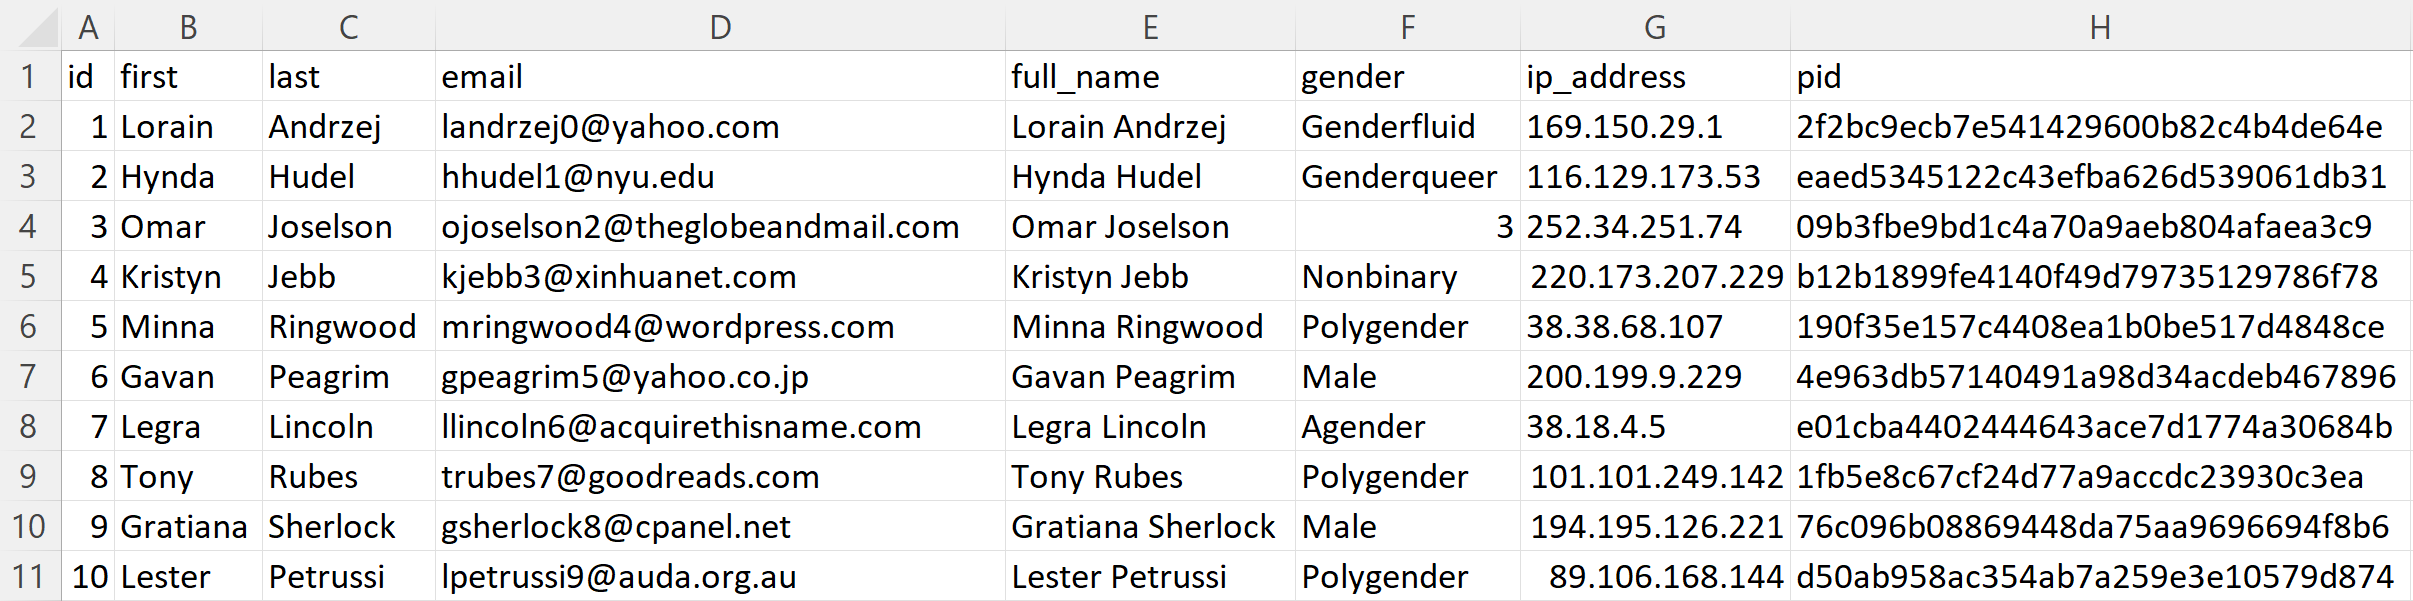 A B C D E F G H
1 id first last email full_name gender ip_address pid
2 1 Lorain Andrzej landrzej0@yahoo.com Lorain Andrzej Genderfluid 169.150.29.1 2f2bc9ecb7e541429600b82c4b4de64e
3 2 Hynda Hudel hhudel1@nyu.edu Hynda Hudel Genderqueer 116.129.173.53 eaed5345122c43efba626d539061db31
4 3 Omar Joselson ojoselson2@theglobeandmail.com Omar Joselson 3 252.34.251.74 09b3fbe9bd1c4a70a9aeb804afaea3c9
5 4 Kristyn Jebb kjebb3@xinhuanet.com Kristyn Jebb Nonbinary 220.173.207.229 b12b1899fe4140f49d79735129786f78
6 5 Minna Ringwood mringwood4@wordpress.com Minna Ringwood Polygender 38.38.68.107 190f35e157c4408ea1b0be517d4848ce
7 6 Gavan Peagrim gpeagrim5@yahoo.co.jp Gavan Peagrim Male 200.199.9.229 4e963db57140491a98d34acdeb467896
8 7 Legra Lincoln llincoln6@acquirethisname.com Legra Lincoln Agender 38.18.4.5 e01cba4402444643ace7d1774a30684b
9 8 Tony Rubes trubes7@goodreads.com Tony Rubes Polygender 101.101.249.142 1fb5e8c67cf24d77a9accdc23930c3ea
10 9 Gratiana Sherlock gsherlock8@cpanel.net Gratiana Sherlock Male 194.195.126.221 76c096b08869448da75aa9696694f8b6
11 10 Lester Petrussi lpetrussi9@auda.org.au Lester Petrussi Polygender 89.106.168.144 d50ab958ac354ab7a259e3e10579d874